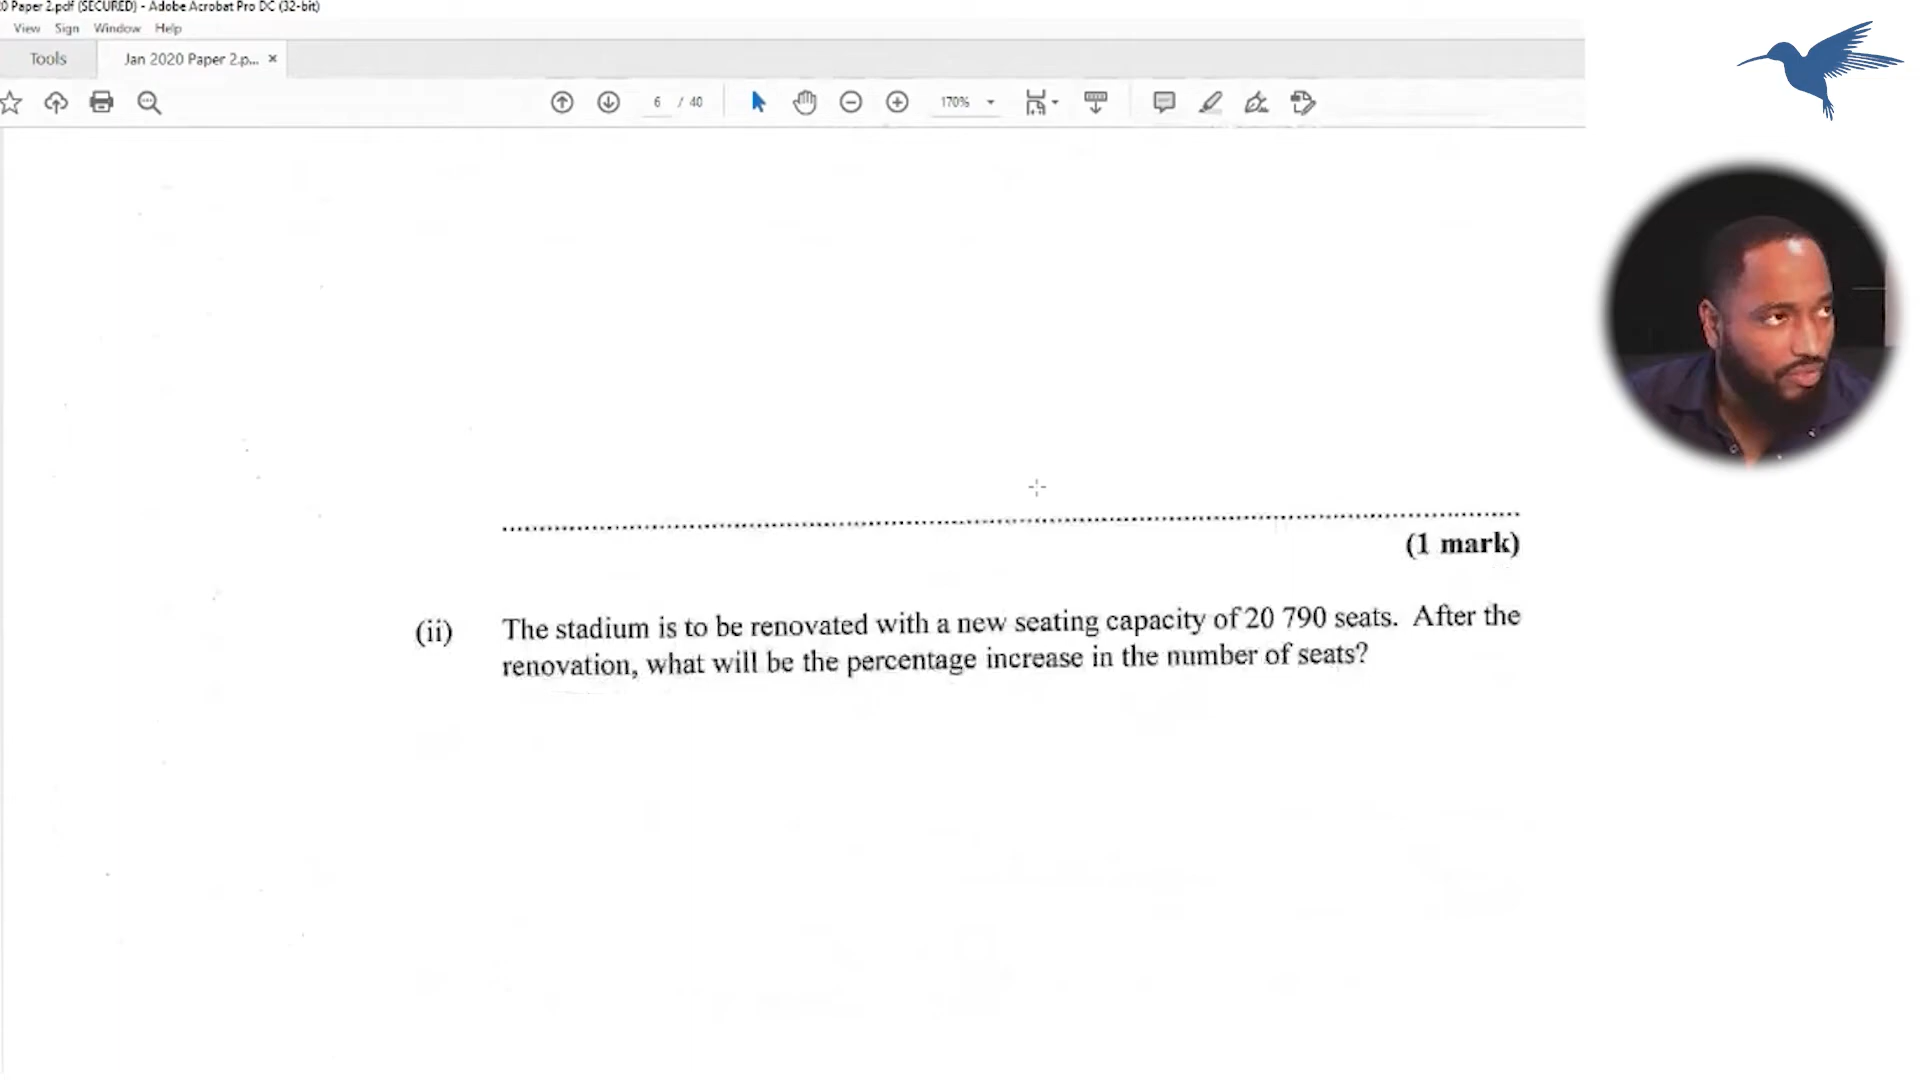 0 Paper 2.pdf (SECURED) - Adobe Acrobat Pro DC (32-bit)
View Sign Window Help
Tools Jan 2020 Paper 2.p... ×
6 / 40 170%
(1 mark)
(ii) The stadium is to be renovated with a new seating capacity of 20 790 seats. After the
renovation, what will be the percentage increase in the number of seats?